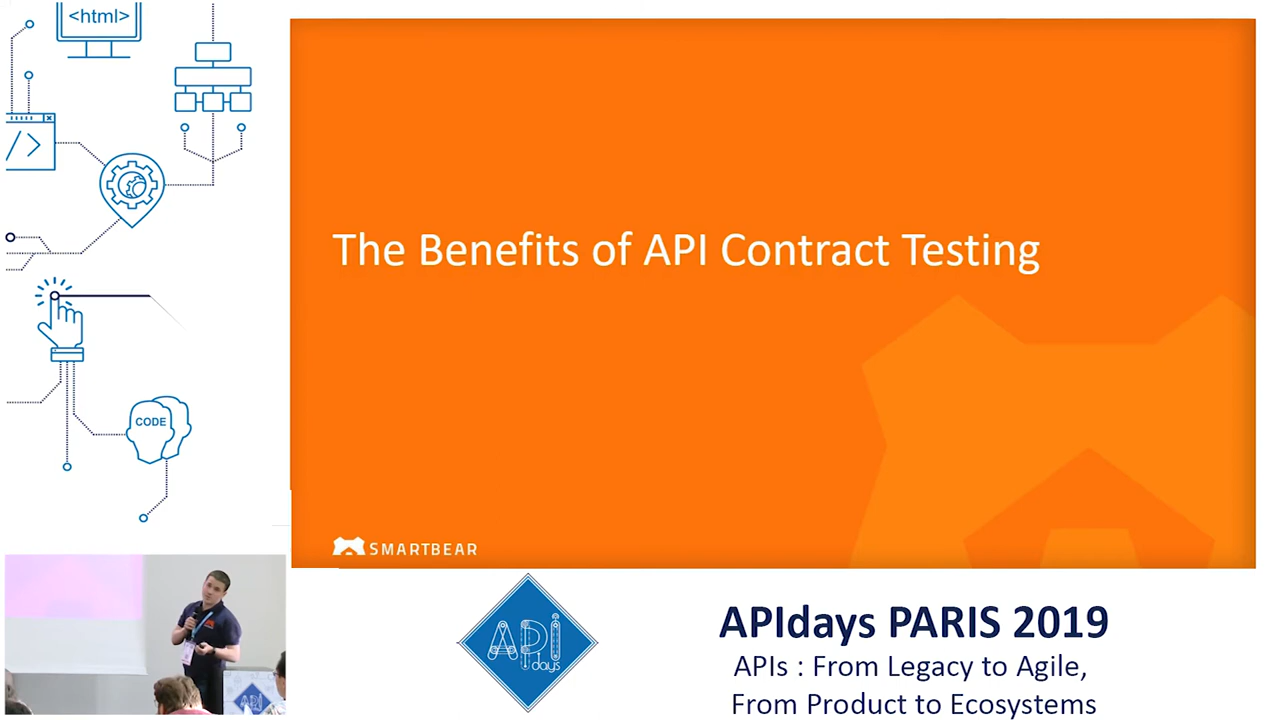 <html>
</>
The Benefits of API Contract Testing
CODE
SMARTBEAR
API
days
API
APIdays PARIS 2019
APIs : From Legacy to Agile,
From Product to Ecosystems